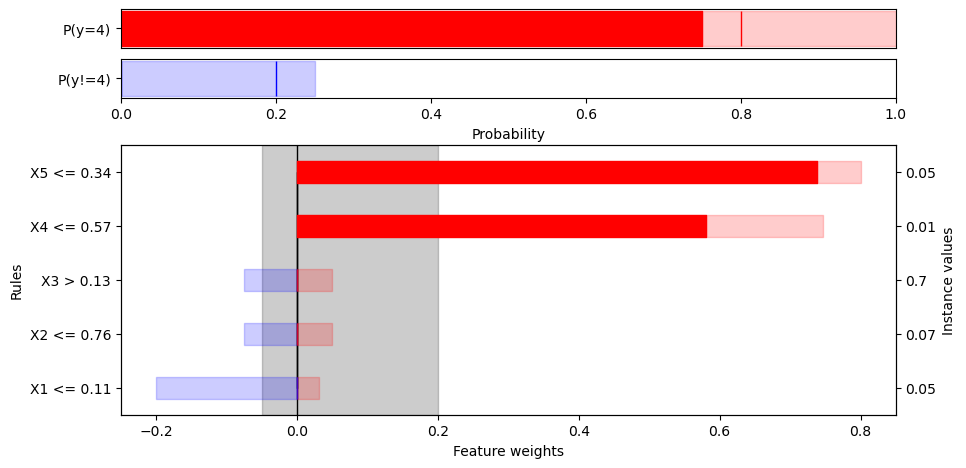 P(y=4)
P(y!=4)
0.0 0.2 0.4 0.6 0.8 1.0
Probability
X5 <= 0.34 0.05
X4 <= 0.57 0.01
X3 > 0.13 0.7
X2 <= 0.76 0.07
X1 <= 0.11 0.05
Rules
Instance values
−0.2 0.0 0.2 0.4 0.6 0.8
Feature weights